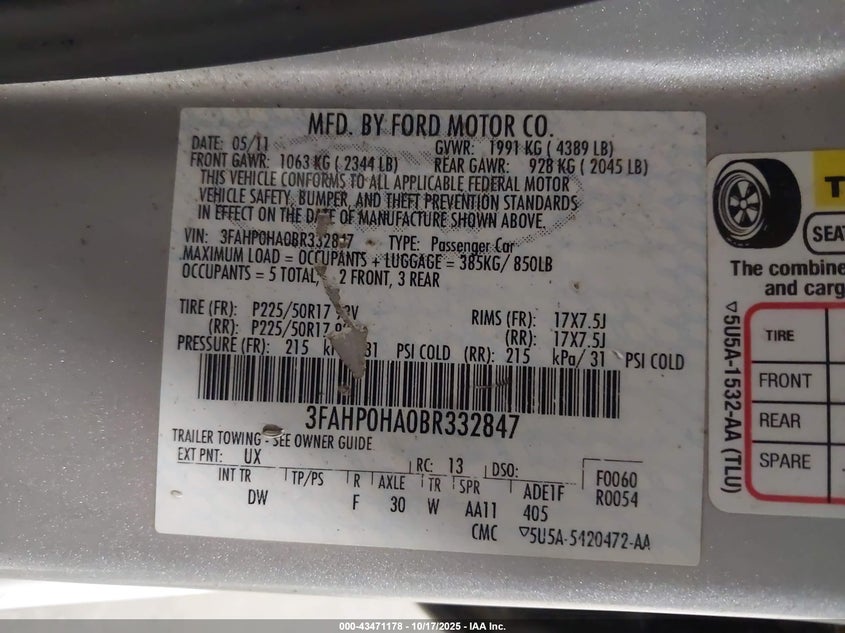 MFD. BY FORD MOTOR CO.
DATE: 05/11 GVWR: 1991 KG ( 4389 LB)
FRONT GAWR: 1063 KG ( 2344 LB) REAR GAWR: 928 KG ( 2045 LB)
THIS VEHICLE CONFORMS TO ALL APPLICABLE FEDERAL MOTOR
VEHICLE SAFETY, BUMPER, AND THEFT PREVENTION STANDARDS
IN EFFECT ON THE DATE OF MANUFACTURE SHOWN ABOVE.
VIN: 3FAHP0HA0BR332847 TYPE: Passenger Car
MAXIMUM LOAD = OCCUPANTS + LUGGAGE = 385KG/ 850LB
OCCUPANTS = 5 TOTAL, 2 FRONT, 3 REAR
TIRE (FR): P225/50R17 RIMS (FR): 17X7.5J
(RR): P225/50R17 (RR): 17X7.5J
PRESSURE (FR): 215 31 PSI COLD (RR): 215 kPa/ 31 PSI COLD
3FAHP0HA0BR332847
TRAILER TOWING - SEE OWNER GUIDE
EXT PNT: UX RC: 13 DSO: F0060
INT TR TP/PS R AXLE TR SPR ADE1F R0054
DW F 30 W AA11 405
CMC ▽5U5A-5420472-AA
SEAT
The combine
and carg
TIRE
FRONT
REAR
SPARE
▽5U5A-1532-AA (TLU)
000-43471178 - 10/17/2025 - IAA Inc.